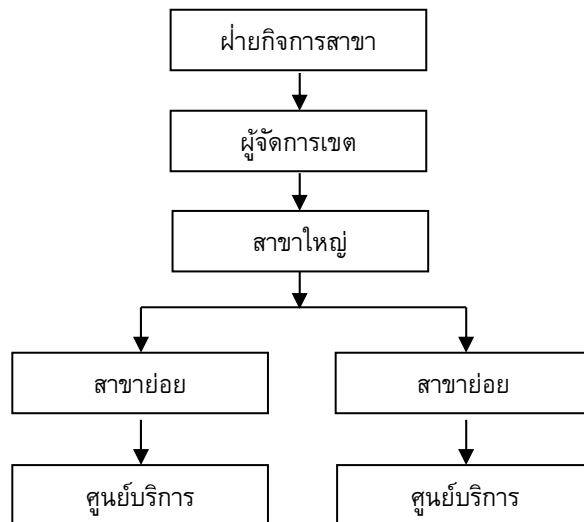 ฝ่ายกิจการสาขา
ผู้จัดการเขต
สาขาใหญ่
สาขาย่อย
สาขาย่อย
ศูนย์บริการ
ศูนย์บริการ